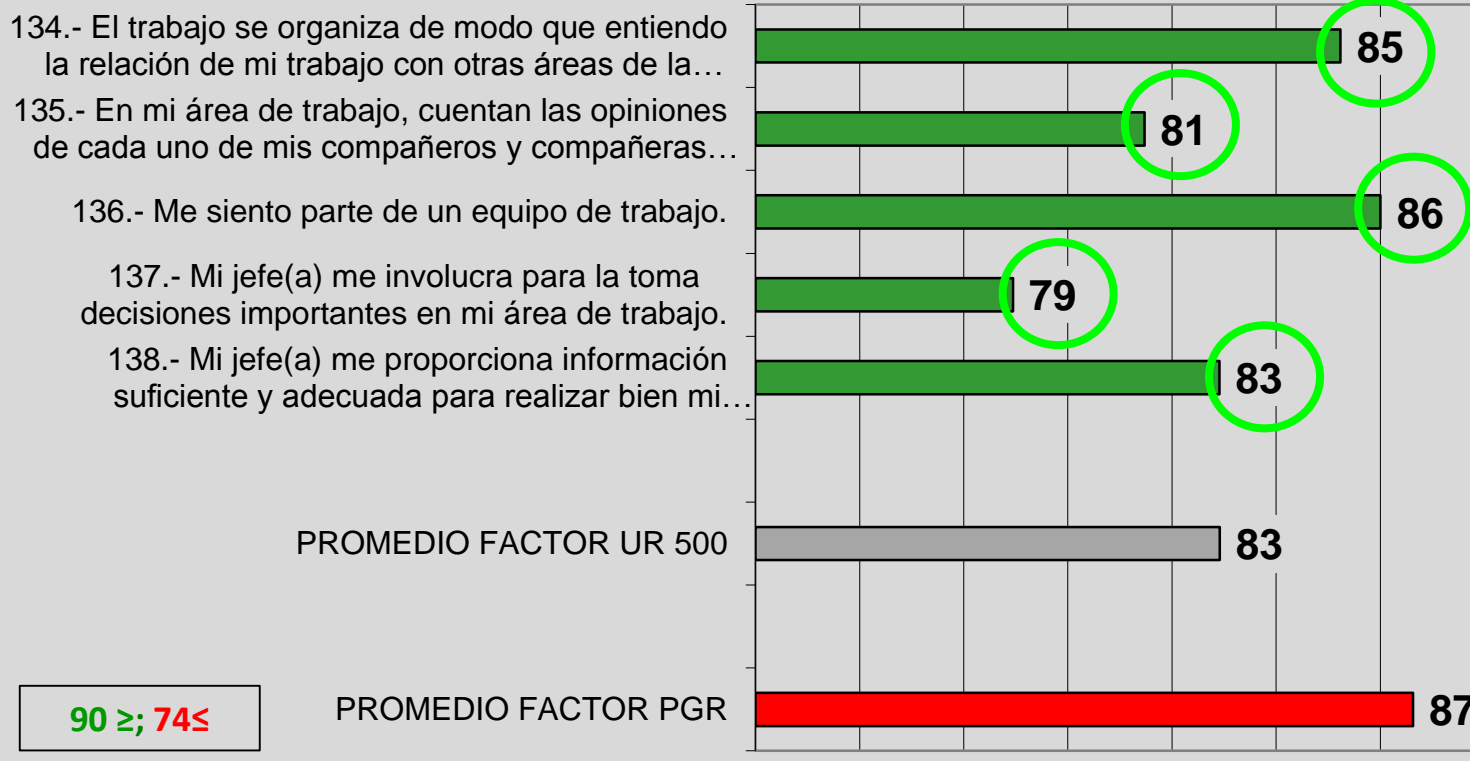 134.- El trabajo se organiza de modo que entiendo
la relación de mi trabajo con otras áreas de la…
85
135.- En mi área de trabajo, cuentan las opiniones
de cada uno de mis compañeros y compañeras…
81
136.- Me siento parte de un equipo de trabajo.
86
137.- Mi jefe(a) me involucra para la toma
decisiones importantes en mi área de trabajo.
79
138.- Mi jefe(a) me proporciona información
suficiente y adecuada para realizar bien mi…
83
PROMEDIO FACTOR UR 500
83
PROMEDIO FACTOR PGR
87
90 ≥; 74≤